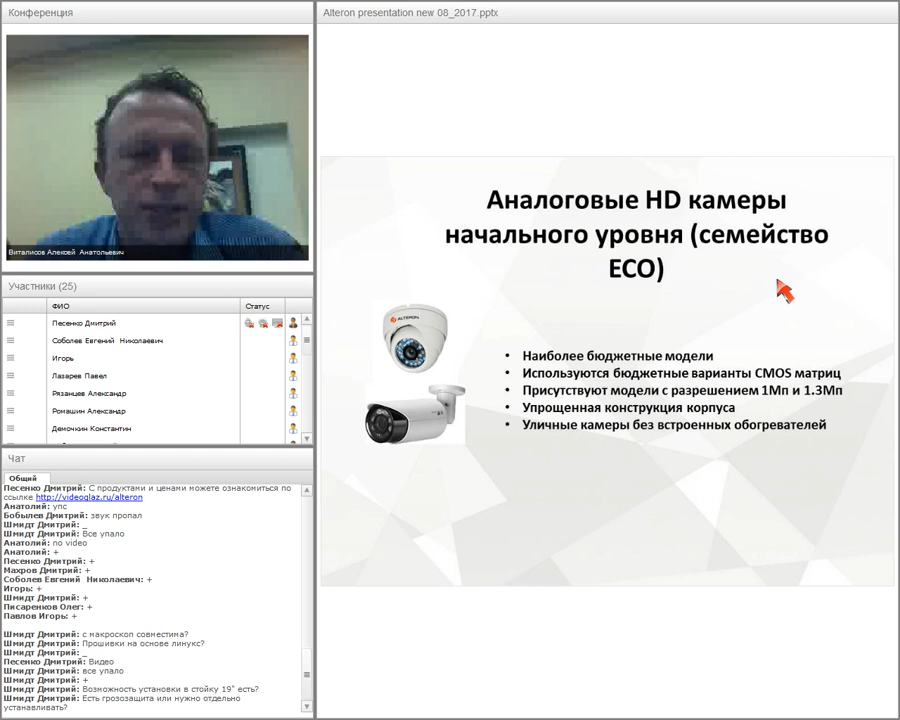 Конференция
Виталисов Алексей Анатольевич
Участники (25)
ФИО
Статус
Песенко Дмитрий
Соболев Евгений Николаевич
Игорь
Лазарев Павел
Рязанцев Александр
Ромашин Александр
Демочкин Константин
Чат
Общий
Песенко Дмитрий: С продуктами и ценами можете ознакомиться по
ссылке http://videoglaz.ru/alteron
Анатолий: упс
Бобылев Дмитрий: звук пропал
Шмидт Дмитрий: _
Шмидт Дмитрий: Все упало
Анатолий: no video
Анатолий: +
Песенко Дмитрий: +
Махров Дмитрий: +
Соболев Евгений Николаевич: +
Игорь: +
Шмидт Дмитрий: +
Писаренков Олег: +
Павлов Игорь: +
Шмидт Дмитрий: с макроскоп совместима?
Шмидт Дмитрий: Прошивки на основе линукс?
Шмидт Дмитрий: _
Песенко Дмитрий: Видео
Шмидт Дмитрий: все упало
Шмидт Дмитрий: +
Шмидт Дмитрий: Возможность установки в стойку 19" есть?
Шмидт Дмитрий: Есть грозозащита или нужно отдельно
устанавливать?
Alteron presentation new 08_2017.pptx
Аналоговые HD камеры
начального уровня (семейство
ECO)
ALTERON
• Наиболее бюджетные модели
• Используются бюджетные варианты CMOS матриц
• Присутствуют модели с разрешением 1Мп и 1.3Мп
• Упрощенная конструкция корпуса
• Уличные камеры без встроенных обогревателей